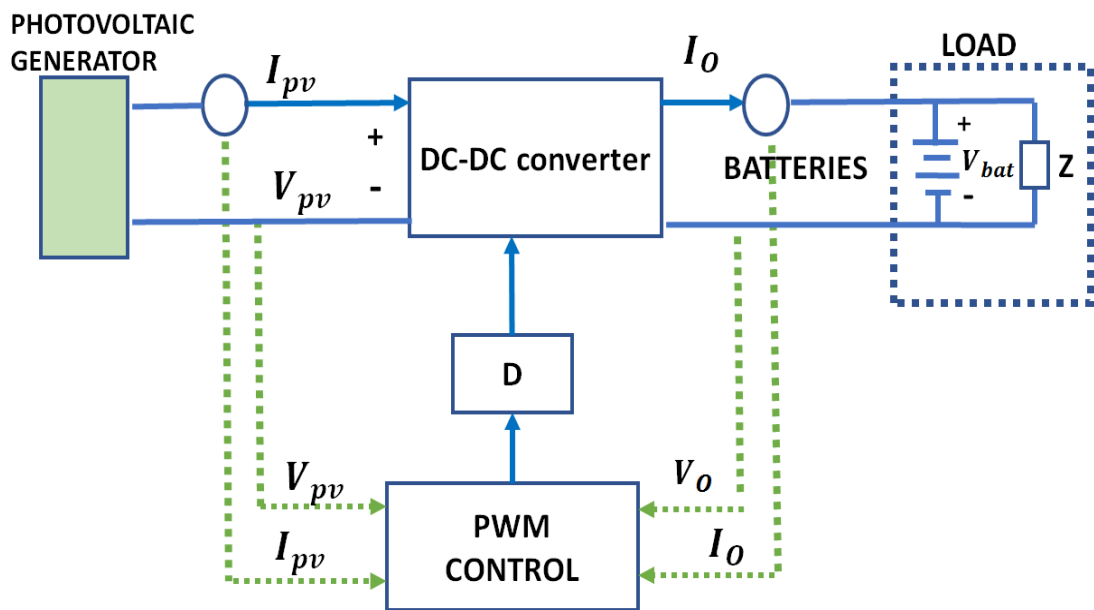 PHOTOVOLTAIC
GENERATOR
I_pv
I_O
LOAD
+
-
V_pv
DC-DC converter
BATTERIES
+
V_bat
-
Z
D
V_pv
I_pv
PWM
CONTROL
V_O
I_O